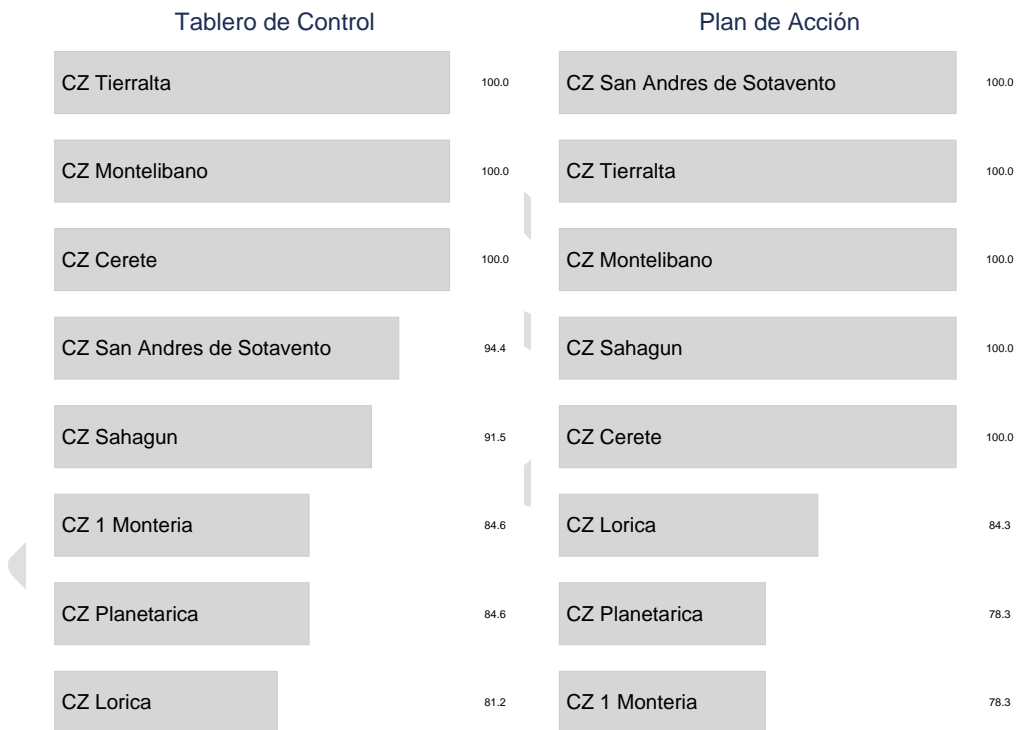 Tablero de Control
CZ Tierralta 100.0
CZ Montelibano 100.0
CZ Cerete 100.0
CZ San Andres de Sotavento 94.4
CZ Sahagun 91.5
CZ 1 Monteria 84.6
CZ Planetarica 84.6
CZ Lorica 81.2
Plan de Acción
CZ San Andres de Sotavento 100.0
CZ Tierralta 100.0
CZ Montelibano 100.0
CZ Sahagun 100.0
CZ Cerete 100.0
CZ Lorica 84.3
CZ Planetarica 78.3
CZ 1 Monteria 78.3